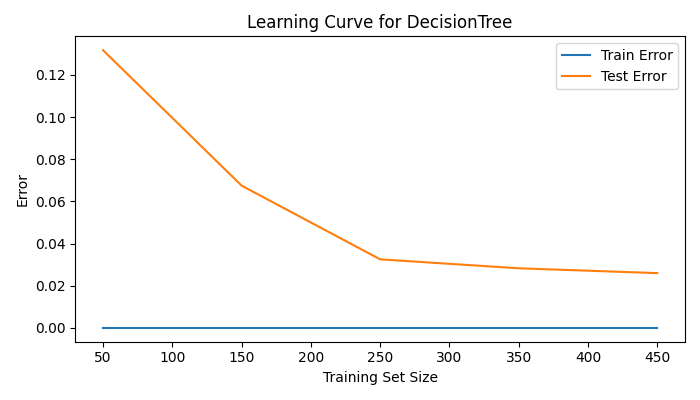 Learning Curve for DecisionTree
Train Error
Test Error
Error
0.12
0.10
0.08
0.06
0.04
0.02
0.00
50 100 150 200 250 300 350 400 450
Training Set Size